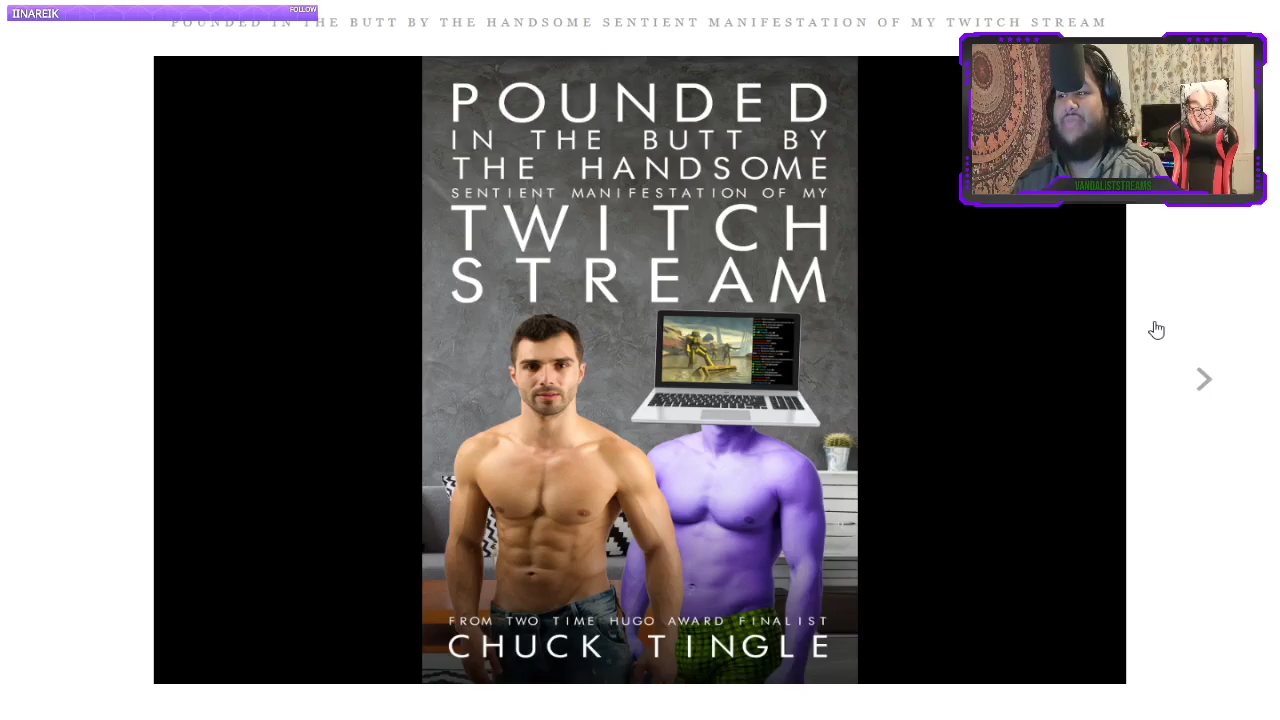 IINAREIK
FOLLOW
POUNDED IN THE BUTT BY THE HANDSOME SENTIENT MANIFESTATION OF MY TWITCH STREAM
POUNDED
IN THE BUTT BY
THE HANDSOME
SENTIENT MANIFESTATION OF MY
TWITCH
STREAM
VANDALISTSTREAMS
FROM TWO TIME HUGO AWARD FINALIST
CHUCK TINGLE